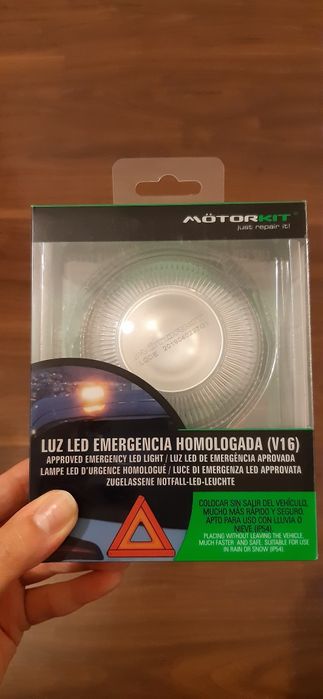 MÖTORKIT
just repair it!
LUZ LED EMERGENCIA HOMOLOGADA (V16)
APPROVED EMERGENCY LED LIGHT / LUZ LED DE EMERGÊNCIA APROVADA
LAMPE LED D'URGENCE HOMOLOGUÉ / LUCE DI EMERGENZA LED APPROVATA
ZUGELASSENE NOTFALL-LED-LEUCHTE
COLOCAR SIN SALIR DEL VEHÍCULO,
MUCHO MÁS RÁPIDO Y SEGURO.
APTO PARA USO CON LLUVIA O
NIEVE (IP54).
PLACING WITHOUT LEAVING THE VEHICLE,
MUCH FASTER AND SAFE. SUITABLE FOR USE
IN RAIN OR SNOW (IP54).